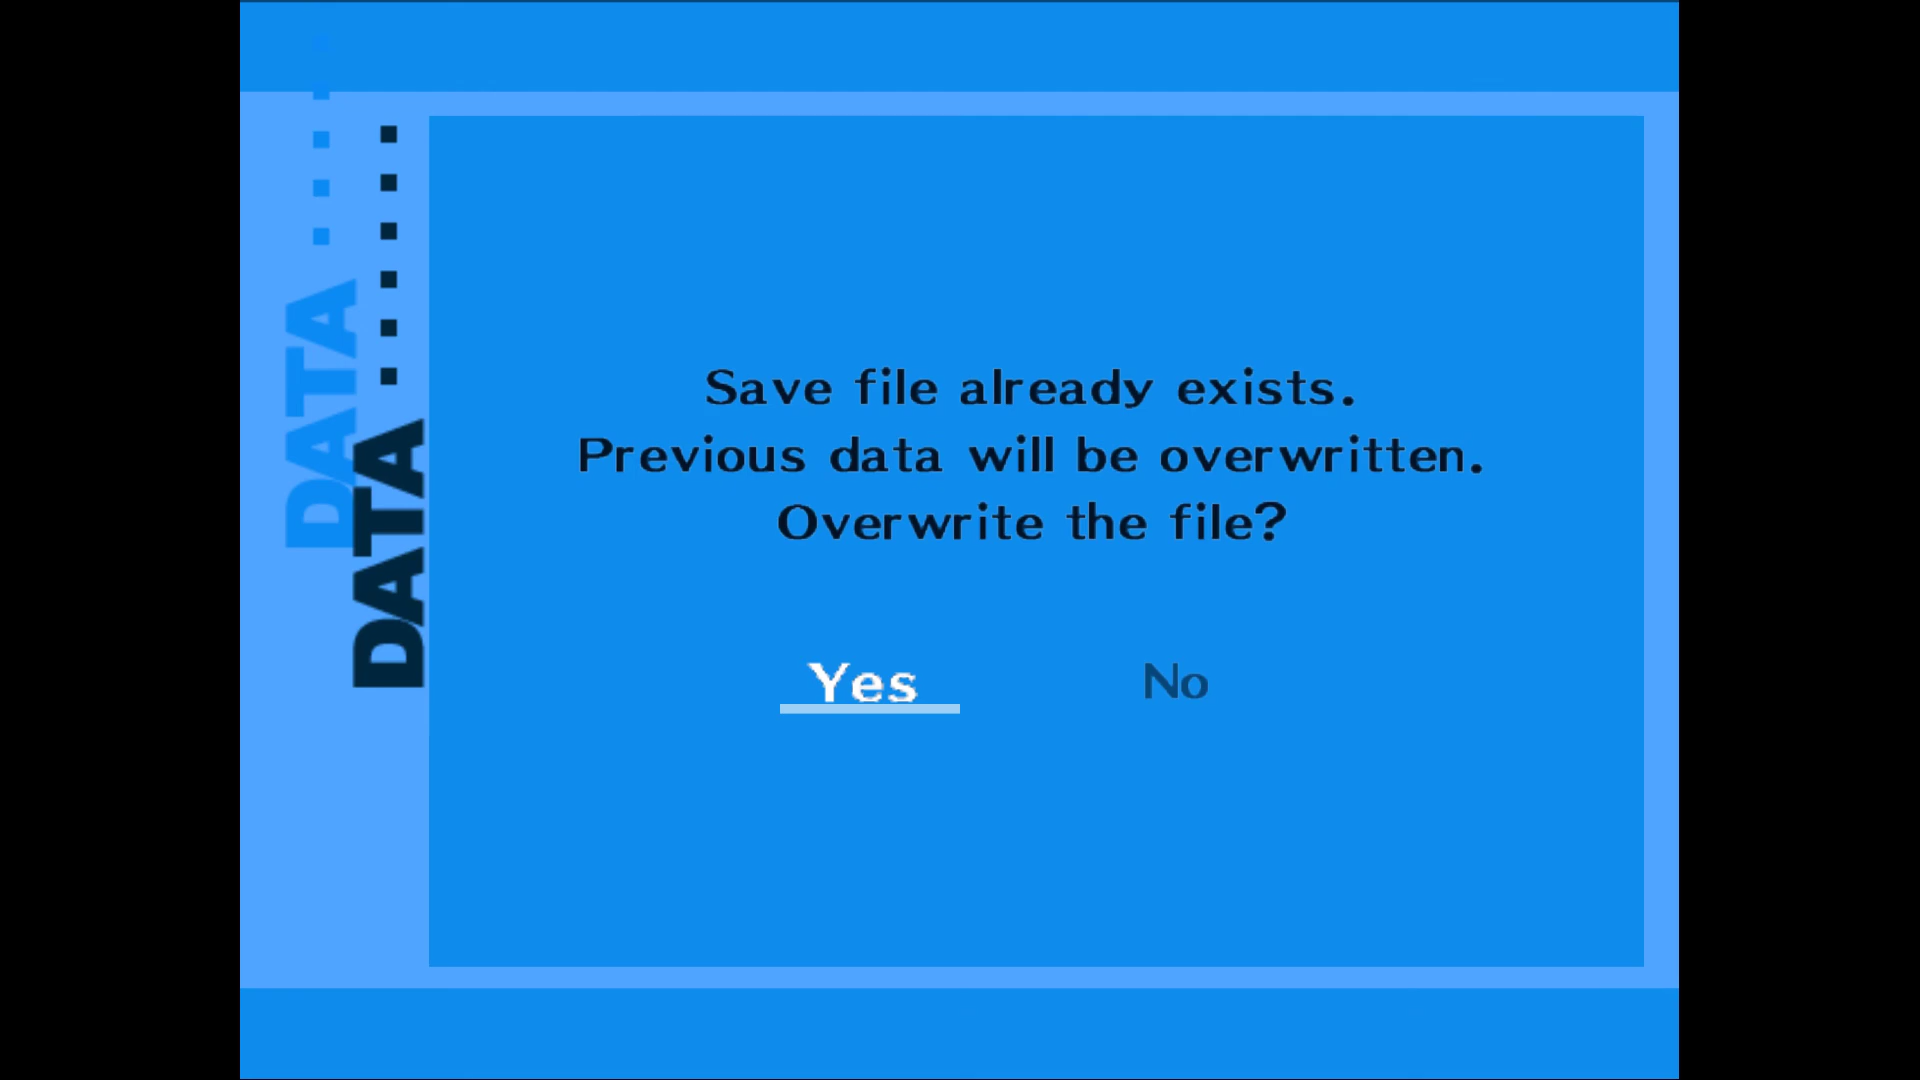 DATA
DATA
Save file already exists.
Previous data will be overwritten.
Overwrite the file?
Yes No